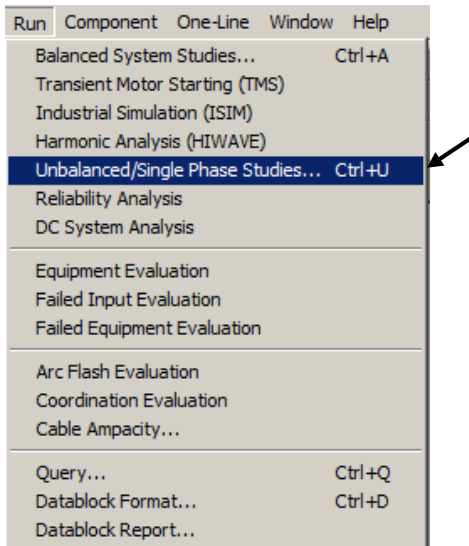 Run Component One-Line Window Help
Balanced System Studies... Ctrl+A
Transient Motor Starting (TMS)
Industrial Simulation (ISIM)
Harmonic Analysis (HIWAVE)
Unbalanced/Single Phase Studies... Ctrl+U
Reliability Analysis
DC System Analysis
Equipment Evaluation
Failed Input Evaluation
Failed Equipment Evaluation
Arc Flash Evaluation
Coordination Evaluation
Cable Ampacity...
Query... Ctrl+Q
Datablock Format... Ctrl+D
Datablock Report...